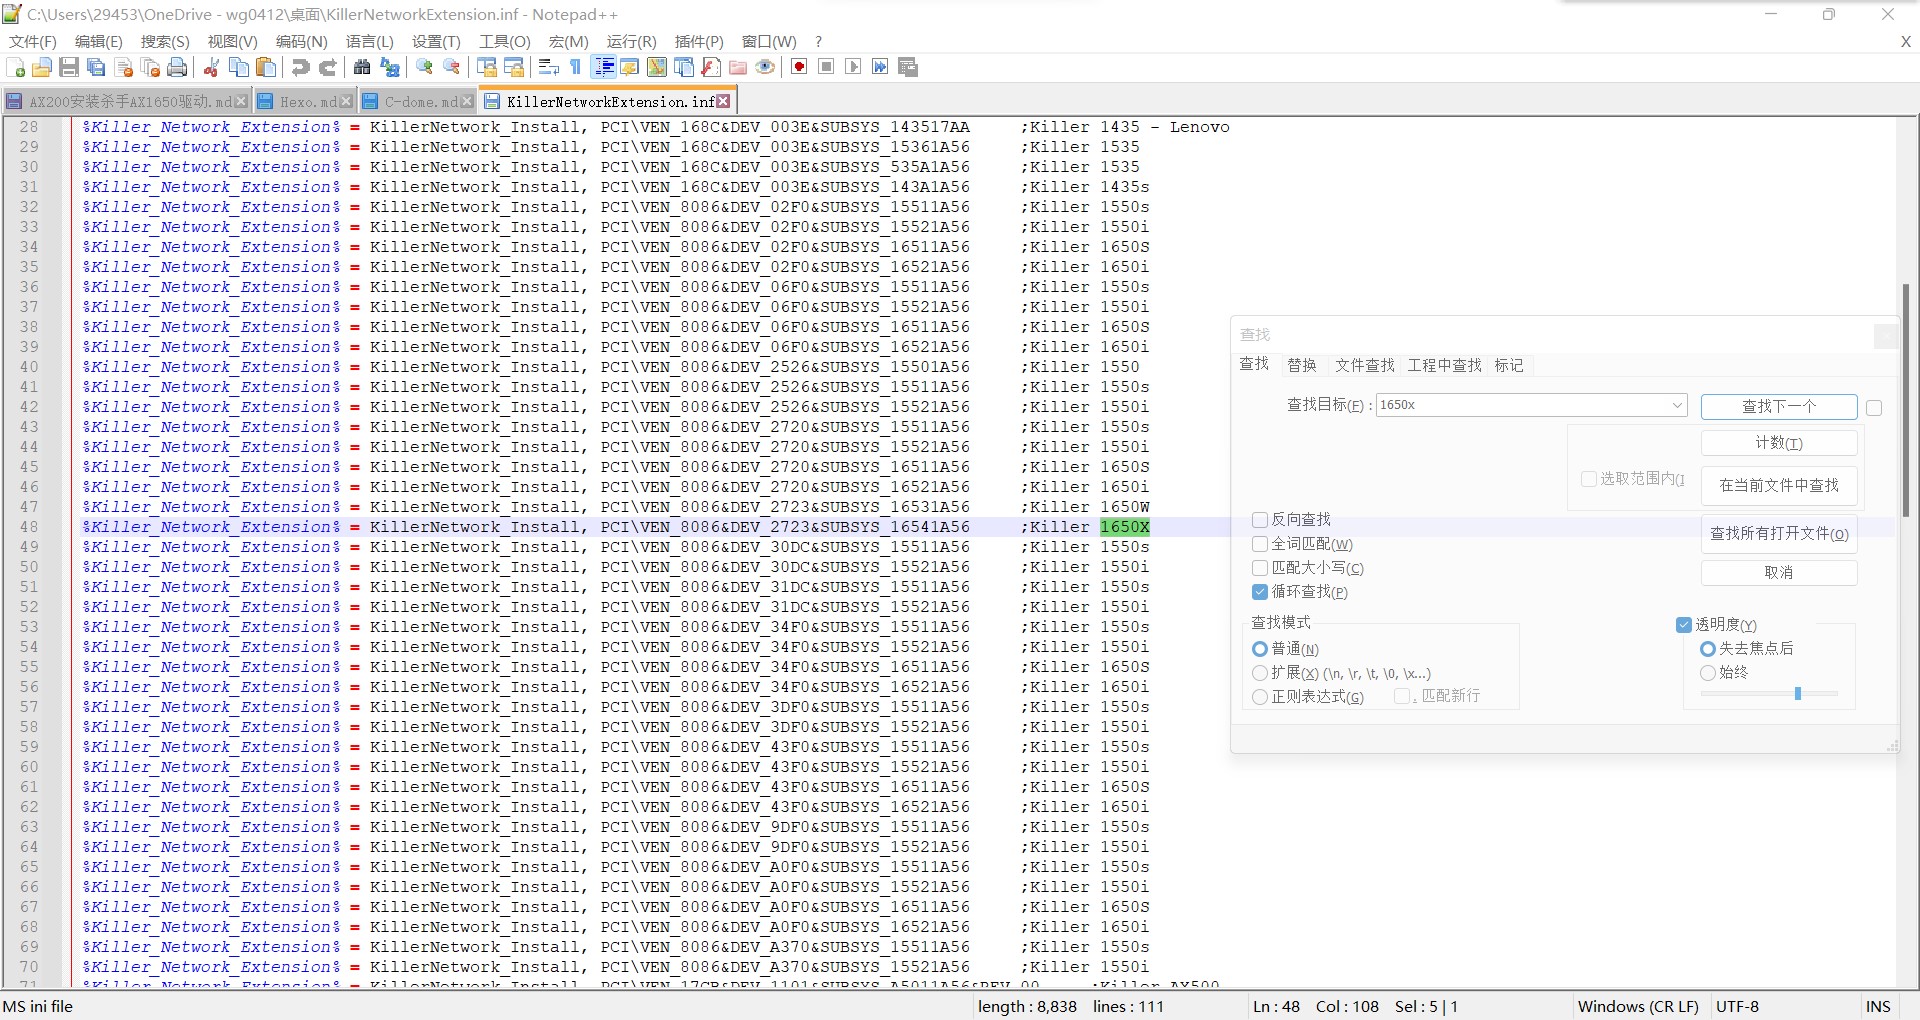 C:\Users\29453\OneDrive - wg0412\桌面\KillerNetworkExtension.inf - Notepad++
文件(F) 编辑(E) 搜索(S) 视图(V) 编码(N) 语言(L) 设置(T) 工具(O) 宏(M) 运行(R) 插件(P) 窗口(W) ? X
AX200安装杀手AX1650驱动.md Hexo.md C-dome.md KillerNetworkExtension.inf
28 %Killer_Network_Extension% = KillerNetwork_Install, PCI\VEN_168C&DEV_003E&SUBSYS_143517AA ;Killer 1435 - Lenovo
29 %Killer_Network_Extension% = KillerNetwork_Install, PCI\VEN_168C&DEV_003E&SUBSYS_15361A56 ;Killer 1535
30 %Killer_Network_Extension% = KillerNetwork_Install, PCI\VEN_168C&DEV_003E&SUBSYS_535A1A56 ;Killer 1535
31 %Killer_Network_Extension% = KillerNetwork_Install, PCI\VEN_168C&DEV_003E&SUBSYS_143A1A56 ;Killer 1435s
32 %Killer_Network_Extension% = KillerNetwork_Install, PCI\VEN_8086&DEV_02F0&SUBSYS_15511A56 ;Killer 1550s
33 %Killer_Network_Extension% = KillerNetwork_Install, PCI\VEN_8086&DEV_02F0&SUBSYS_15521A56 ;Killer 1550i
34 %Killer_Network_Extension% = KillerNetwork_Install, PCI\VEN_8086&DEV_02F0&SUBSYS_16511A56 ;Killer 1650S
35 %Killer_Network_Extension% = KillerNetwork_Install, PCI\VEN_8086&DEV_02F0&SUBSYS_16521A56 ;Killer 1650i
36 %Killer_Network_Extension% = KillerNetwork_Install, PCI\VEN_8086&DEV_06F0&SUBSYS_15511A56 ;Killer 1550s
37 %Killer_Network_Extension% = KillerNetwork_Install, PCI\VEN_8086&DEV_06F0&SUBSYS_15521A56 ;Killer 1550i
38 %Killer_Network_Extension% = KillerNetwork_Install, PCI\VEN_8086&DEV_06F0&SUBSYS_16511A56 ;Killer 1650S
39 %Killer_Network_Extension% = KillerNetwork_Install, PCI\VEN_8086&DEV_06F0&SUBSYS_16521A56 ;Killer 1650i
40 %Killer_Network_Extension% = KillerNetwork_Install, PCI\VEN_8086&DEV_2526&SUBSYS_15501A56 ;Killer 1550
41 %Killer_Network_Extension% = KillerNetwork_Install, PCI\VEN_8086&DEV_2526&SUBSYS_15511A56 ;Killer 1550s
42 %Killer_Network_Extension% = KillerNetwork_Install, PCI\VEN_8086&DEV_2526&SUBSYS_15521A56 ;Killer 1550i
43 %Killer_Network_Extension% = KillerNetwork_Install, PCI\VEN_8086&DEV_2720&SUBSYS_15511A56 ;Killer 1550s
44 %Killer_Network_Extension% = KillerNetwork_Install, PCI\VEN_8086&DEV_2720&SUBSYS_15521A56 ;Killer 1550i
45 %Killer_Network_Extension% = KillerNetwork_Install, PCI\VEN_8086&DEV_2720&SUBSYS_16511A56 ;Killer 1650S
46 %Killer_Network_Extension% = KillerNetwork_Install, PCI\VEN_8086&DEV_2720&SUBSYS_16521A56 ;Killer 1650i
47 %Killer_Network_Extension% = KillerNetwork_Install, PCI\VEN_8086&DEV_2723&SUBSYS_16531A56 ;Killer 1650W
48 %Killer_Network_Extension% = KillerNetwork_Install, PCI\VEN_8086&DEV_2723&SUBSYS_16541A56 ;Killer 1650X
49 %Killer_Network_Extension% = KillerNetwork_Install, PCI\VEN_8086&DEV_30DC&SUBSYS_15511A56 ;Killer 1550s
50 %Killer_Network_Extension% = KillerNetwork_Install, PCI\VEN_8086&DEV_30DC&SUBSYS_15521A56 ;Killer 1550i
51 %Killer_Network_Extension% = KillerNetwork_Install, PCI\VEN_8086&DEV_31DC&SUBSYS_15511A56 ;Killer 1550s
52 %Killer_Network_Extension% = KillerNetwork_Install, PCI\VEN_8086&DEV_31DC&SUBSYS_15521A56 ;Killer 1550i
53 %Killer_Network_Extension% = KillerNetwork_Install, PCI\VEN_8086&DEV_34F0&SUBSYS_15511A56 ;Killer 1550s
54 %Killer_Network_Extension% = KillerNetwork_Install, PCI\VEN_8086&DEV_34F0&SUBSYS_15521A56 ;Killer 1550i
55 %Killer_Network_Extension% = KillerNetwork_Install, PCI\VEN_8086&DEV_34F0&SUBSYS_16511A56 ;Killer 1650S
56 %Killer_Network_Extension% = KillerNetwork_Install, PCI\VEN_8086&DEV_34F0&SUBSYS_16521A56 ;Killer 1650i
57 %Killer_Network_Extension% = KillerNetwork_Install, PCI\VEN_8086&DEV_3DF0&SUBSYS_15511A56 ;Killer 1550s
58 %Killer_Network_Extension% = KillerNetwork_Install, PCI\VEN_8086&DEV_3DF0&SUBSYS_15521A56 ;Killer 1550i
59 %Killer_Network_Extension% = KillerNetwork_Install, PCI\VEN_8086&DEV_43F0&SUBSYS_15511A56 ;Killer 1550s
60 %Killer_Network_Extension% = KillerNetwork_Install, PCI\VEN_8086&DEV_43F0&SUBSYS_15521A56 ;Killer 1550i
61 %Killer_Network_Extension% = KillerNetwork_Install, PCI\VEN_8086&DEV_43F0&SUBSYS_16511A56 ;Killer 1650S
62 %Killer_Network_Extension% = KillerNetwork_Install, PCI\VEN_8086&DEV_43F0&SUBSYS_16521A56 ;Killer 1650i
63 %Killer_Network_Extension% = KillerNetwork_Install, PCI\VEN_8086&DEV_9DF0&SUBSYS_15511A56 ;Killer 1550s
64 %Killer_Network_Extension% = KillerNetwork_Install, PCI\VEN_8086&DEV_9DF0&SUBSYS_15521A56 ;Killer 1550i
65 %Killer_Network_Extension% = KillerNetwork_Install, PCI\VEN_8086&DEV_A0F0&SUBSYS_15511A56 ;Killer 1550s
66 %Killer_Network_Extension% = KillerNetwork_Install, PCI\VEN_8086&DEV_A0F0&SUBSYS_15521A56 ;Killer 1550i
67 %Killer_Network_Extension% = KillerNetwork_Install, PCI\VEN_8086&DEV_A0F0&SUBSYS_16511A56 ;Killer 1650S
68 %Killer_Network_Extension% = KillerNetwork_Install, PCI\VEN_8086&DEV_A0F0&SUBSYS_16521A56 ;Killer 1650i
69 %Killer_Network_Extension% = KillerNetwork_Install, PCI\VEN_8086&DEV_A370&SUBSYS_15511A56 ;Killer 1550s
70 %Killer_Network_Extension% = KillerNetwork_Install, PCI\VEN_8086&DEV_A370&SUBSYS_15521A56 ;Killer 1550i
71 %Killer_Network_Extension% = KillerNetwork_Install, PCI\VEN_17CB&DEV_1101&SUBSYS_A5011A56&REV_00 ;Killer AX500
查找
查找 替换 文件查找 工程中查找 标记
查找目标(F) : 1650x 查找下一个
计数(T)
选取范围内(I 在当前文件中查找
反向查找
查找所有打开文件(O)
全词匹配(W)
匹配大小写(C) 取消
循环查找(P)
查找模式 透明度(Y)
普通(N) 失去焦点后
扩展(X) (\n, \r, \t, \0, \x...) 始终
正则表达式(G) . 匹配新行
MS ini file length : 8,838 lines : 111 Ln : 48 Col : 108 Sel : 5 | 1 Windows (CR LF) UTF-8 INS